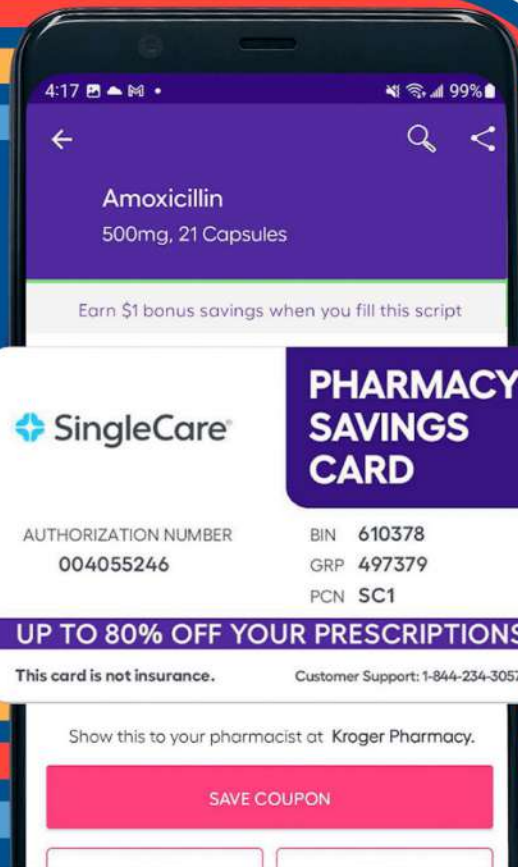 4:17
99%
Amoxicillin
500mg, 21 Capsules
Earn $1 bonus savings when you fill this script
SingleCare®
PHARMACY
SAVINGS
CARD
AUTHORIZATION NUMBER
004055246
BIN 610378
GRP 497379
PCN SC1
UP TO 80% OFF YOUR PRESCRIPTIONS
This card is not insurance.
Customer Support: 1-844-234-3057
Show this to your pharmacist at Kroger Pharmacy.
SAVE COUPON